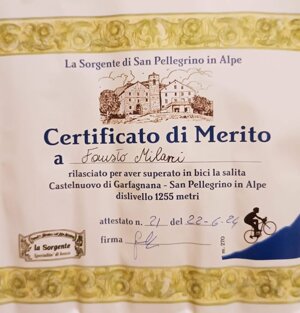 La Sorgente di San Pellegrino in Alpe
Certificato di Merito
a Fausto Milani
rilasciato per aver superato in bici la salita
Castelnuovo di Garfagnana - San Pellegrino in Alpe
dislivello 1255 metri
attestato n. 21 del 22-6-24
firma
la Sorgente